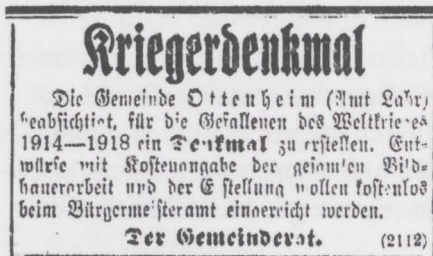 Kriegerdenkmal
Die Gemeinde Ottenheim (Amt Lahr)
beabsichtigt, für die Gefallenen des Weltkrieges
1914—1918 ein Denkmal zu erstellen. Ent-
würfe mit Kostenangabe der gesamten Bild-
hauerarbeit und der Erstellung wollen kostenlos
beim Bürgermeisteramt eingereicht werden.
Der Gemeinderat. (2112)